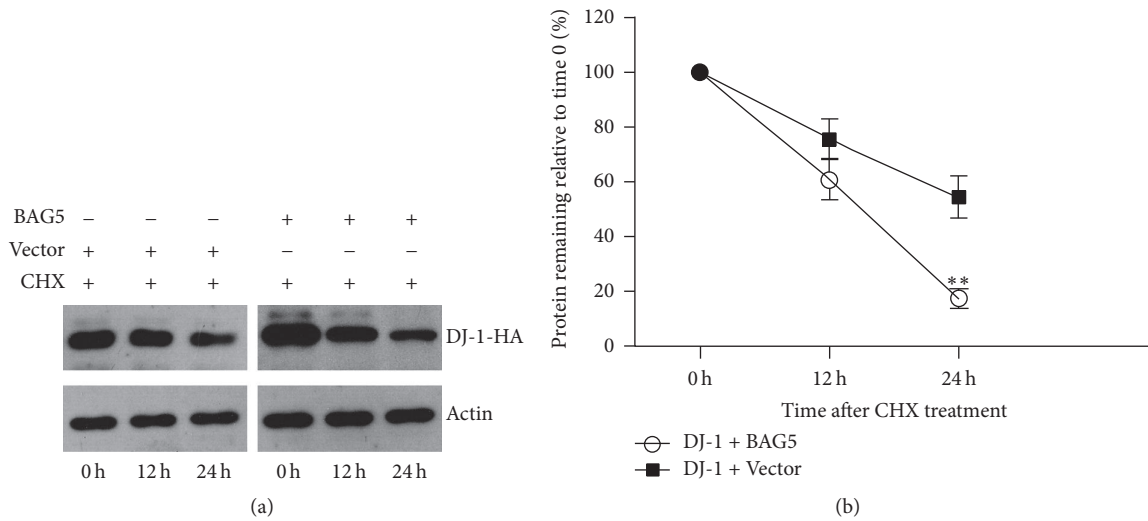 BAG5 – – – + + +
Vector + + + – – –
CHX + + + + + +
DJ-1-HA
Actin
0 h 12 h 24 h 0 h 12 h 24 h
(a)
Protein remaining relative to time 0 (%)
120
100
80
60
40
20
0
**
0 h 12 h 24 h
Time after CHX treatment
DJ-1 + BAG5
DJ-1 + Vector
(b)